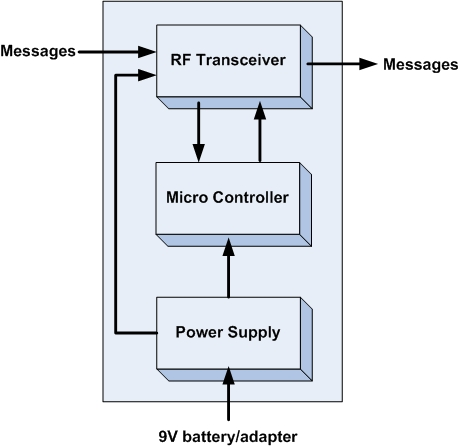 Messages
RF Transceiver
Messages
Micro Controller
Power Supply
9V battery/adapter